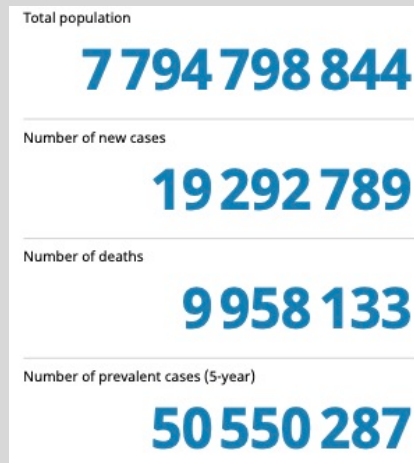 Total population
7 794 798 844
Number of new cases
19 292 789
Number of deaths
9 958 133
Number of prevalent cases (5-year)
50 550 287